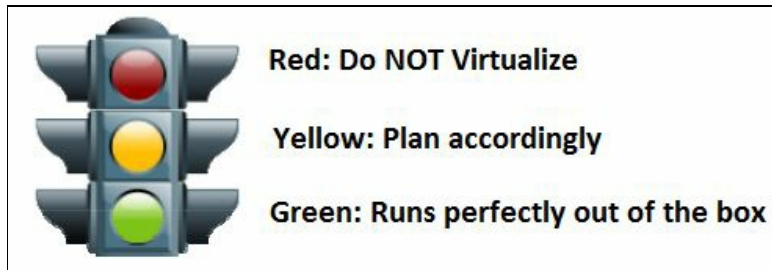 Red: Do NOT Virtualize
Yellow: Plan accordingly
Green: Runs perfectly out of the box